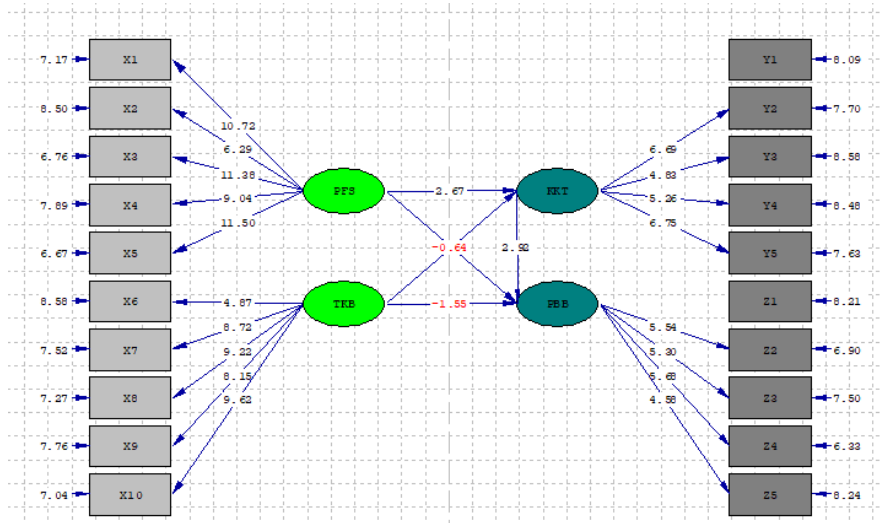 7.17 X1 Y1 8.09
8.50 X2 Y2 7.70
10.72
6.29 6.69
6.76 X3 Y3 8.58
11.38 4.83
PFS 2.67 KKT
7.89 X4 9.04 5.26 Y4 8.48
11.50 6.75
6.67 X5 -0.64 2.92 Y5 7.63
8.58 X6 4.87 TKB -1.55 PBB Z1 8.21
7.52 X7 8.72 5.54 Z2 6.90
9.22 5.30
7.27 X8 8.15 5.68 Z3 7.50
9.62 4.58
7.76 X9 Z4 6.33
7.04 X10 Z5 8.24